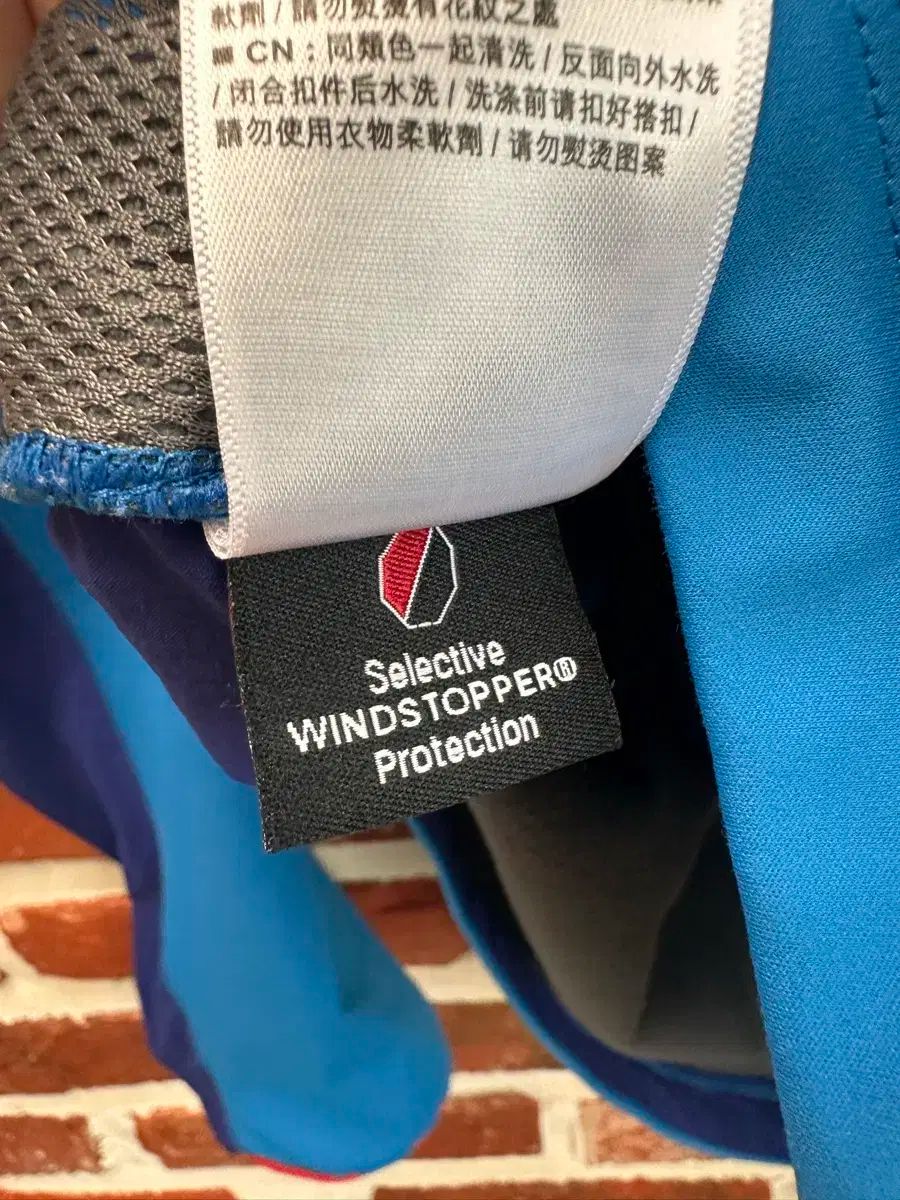 軟劑 / 請勿熨燙有花紋之處
CN : 同類色一起清洗 / 反面向外水洗
/ 闭合扣件后水洗 / 洗涤前请扣好搭扣 /
請勿使用衣物柔軟劑 / 请勿熨烫图案
Selective
WINDSTOPPER®
Protection